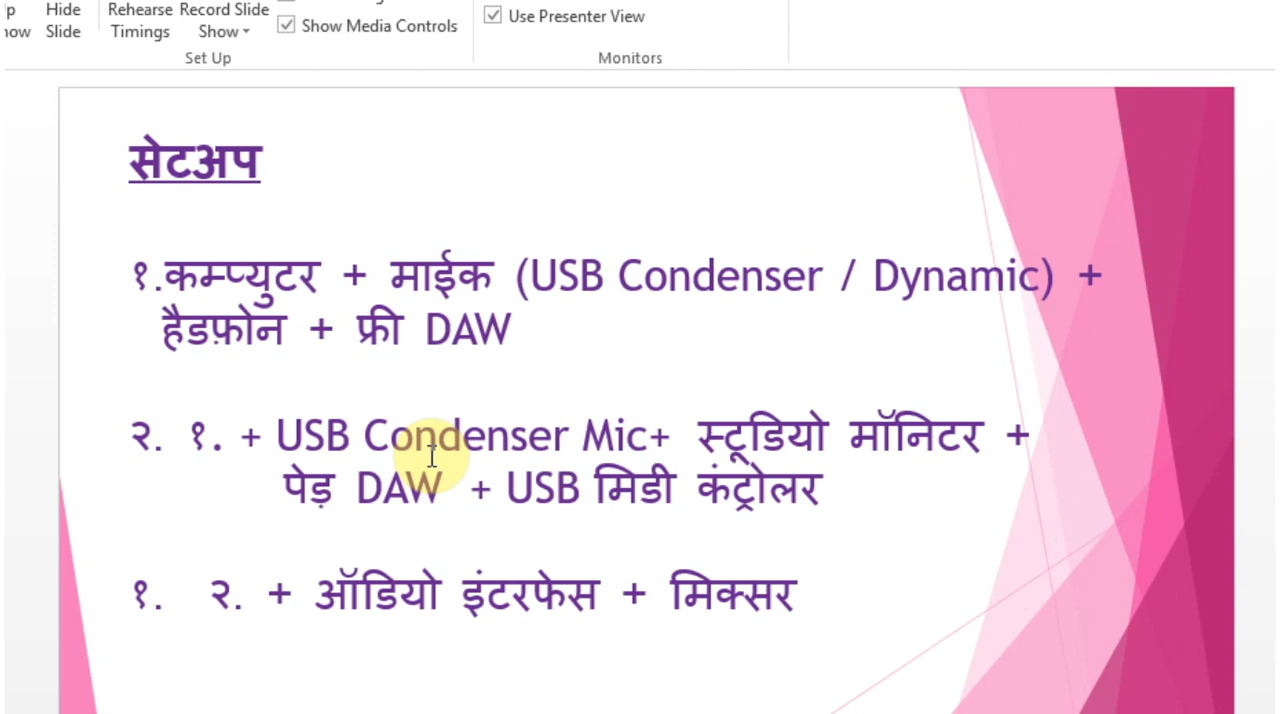 Hide
Slide
Rehearse
Timings
Record Slide
Show
Show Media Controls
Set Up
Use Presenter View
Monitors
सेटअप
१.कम्प्युटर + माईक (USB Condenser / Dynamic) +
हैडफ़ोन + फ्री DAW
२. १. + USB Condenser Mic+ स्टूडियो मॉनिटर +
पेड़ DAW + USB मिडी कंट्रोलर
१. २. + ऑडियो इंटरफेस + मिक्सर